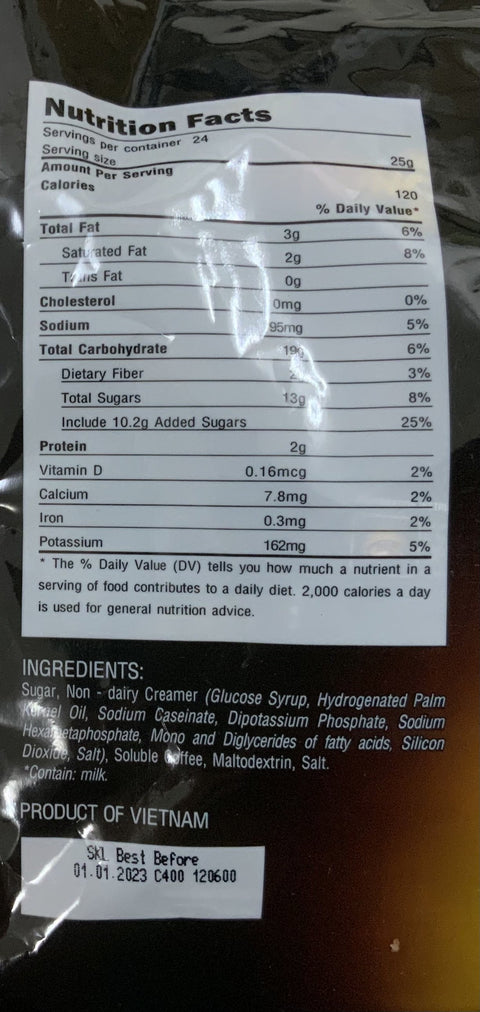 Nutrition Facts
Servings per container 24
Serving size 25g
Amount Per Serving
Calories 120
% Daily Value*
Total Fat 3g 6%
Saturated Fat 2g 8%
Trans Fat 0g
Cholesterol 0mg 0%
Sodium 95mg 5%
Total Carbohydrate 19g 6%
Dietary Fiber 3%
Total Sugars 13g 8%
Include 10.2g Added Sugars 25%
Protein 2g
Vitamin D 0.16mcg 2%
Calcium 7.8mg 2%
Iron 0.3mg 2%
Potassium 162mg 5%
* The % Daily Value (DV) tells you how much a nutrient in a
serving of food contributes to a daily diet. 2,000 calories a day
is used for general nutrition advice.
INGREDIENTS:
Sugar, Non - dairy Creamer (Glucose Syrup, Hydrogenated Palm
Kernel Oil, Sodium Caseinate, Dipotassium Phosphate, Sodium
Hexametaphosphate, Mono and Diglycerides of fatty acids, Silicon
Dioxide, Salt), Soluble Coffee, Maltodextrin, Salt.
*Contain: milk.
PRODUCT OF VIETNAM
SKL Best Before
01.01.2023 C400 120600